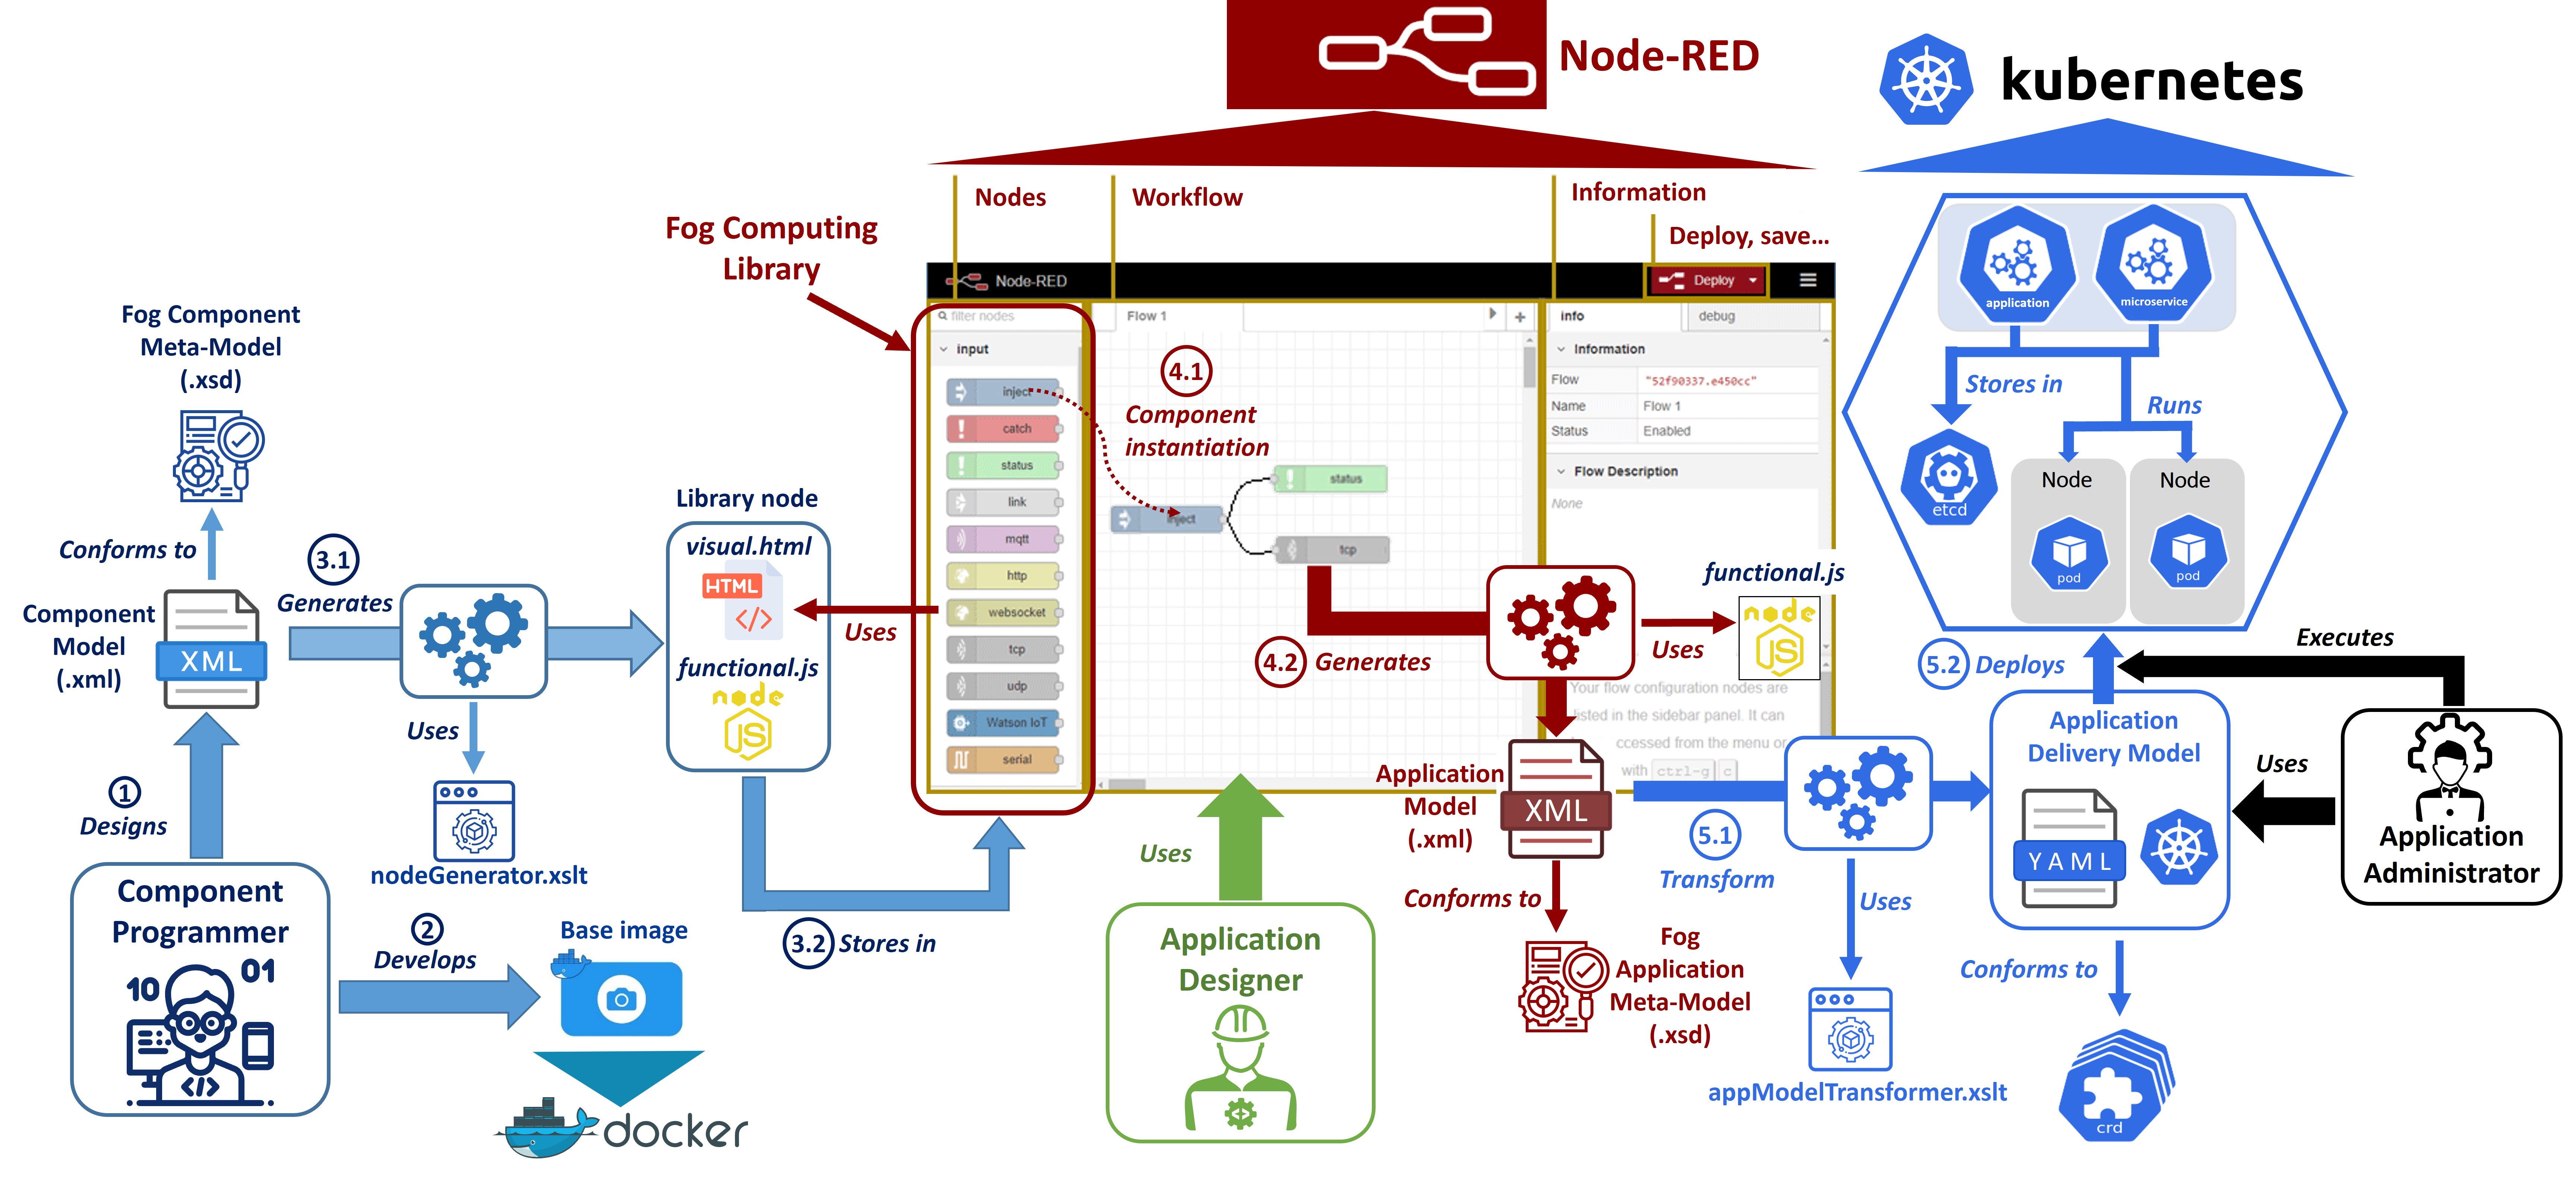 Node-RED
kubernetes
Nodes
Workflow
Information
Deploy, save...
Fog Computing
Library
Node-RED
Deploy
filter nodes
Flow 1
info
debug
input
Information
inject
catch
status
link
mqtt
http
websocket
tcp
udp
Watson IoT
serial
4.1
Component
instantiation
inject
status
tcp
Flow
"52f90337.e450cc"
Name
Flow 1
Status
Enabled
Flow Description
None
Your flow configuration nodes are
listed in the sidebar panel. It can
ccessed from the menu or
with ctrl-g c
Fog Component
Meta-Model
(.xsd)
Conforms to
Component
Model
(.xml)
XML
3.1
Generates
Uses
nodeGenerator.xslt
1
Designs
Component
Programmer
10
01
</>
2
Develops
Base image
docker
Library node
visual.html
HTML
</>
functional.js
node
JS
Uses
3.2
Stores in
Uses
Application
Designer
4.2
Generates
Uses
functional.js
node
JS
Application
Model
(.xml)
XML
Conforms to
Fog
Application
Meta-Model
(.xsd)
5.1
Transform
Uses
appModelTransformer.xslt
application
microservice
Stores in
Runs
etcd
Node
Node
pod
pod
5.2
Deploys
Executes
Application
Delivery Model
YAML
Uses
Application
Administrator
Conforms to
crd